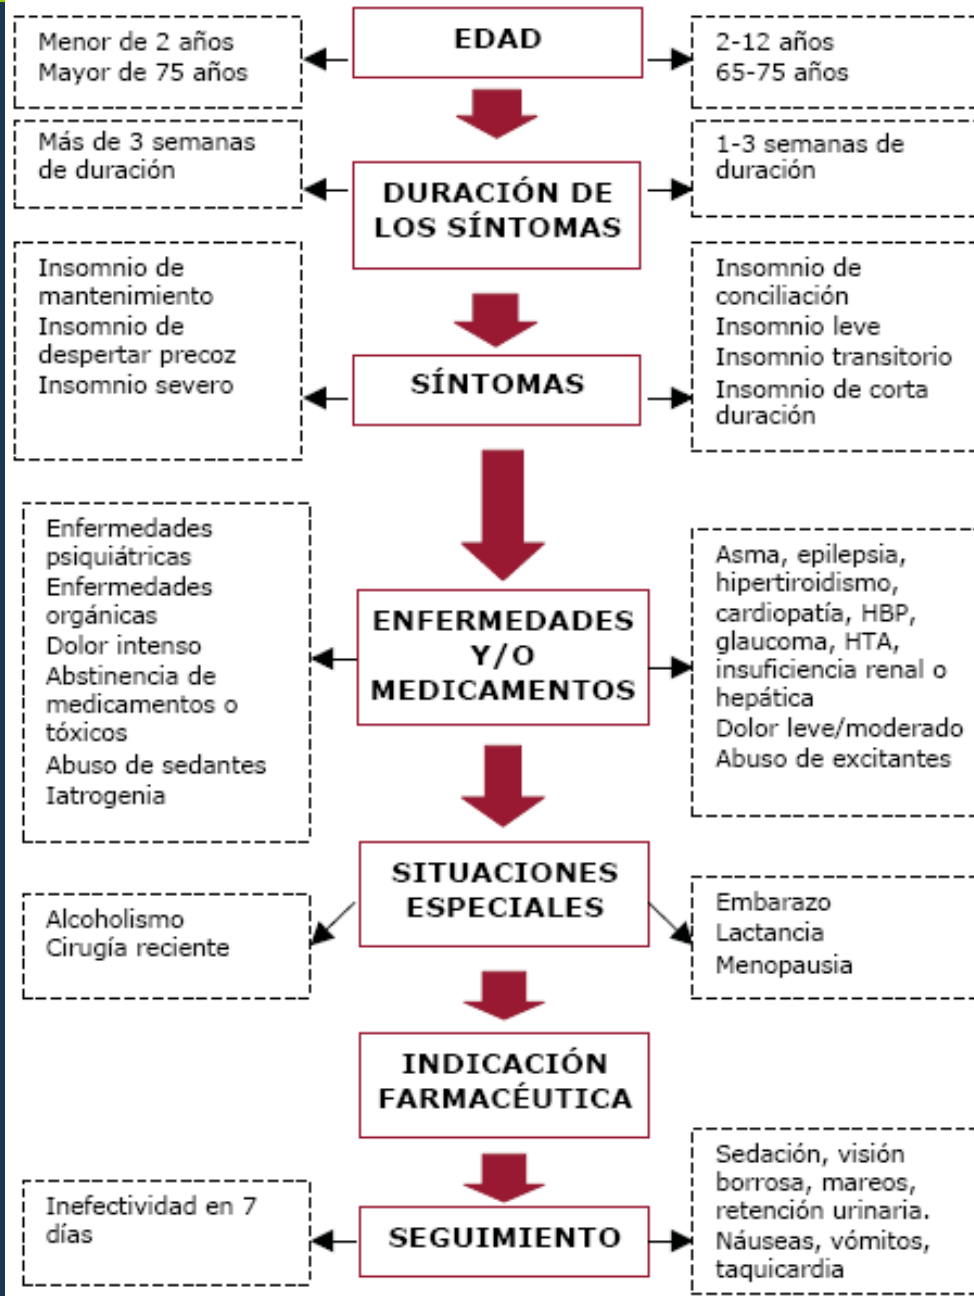 EDAD
Menor de 2 años
Mayor de 75 años
2-12 años
65-75 años
DURACIÓN DE
LOS SÍNTOMAS
Más de 3 semanas
de duración
1-3 semanas de
duración
SÍNTOMAS
Insomnio de
mantenimiento
Insomnio de
despertar precoz
Insomnio severo
Insomnio de
conciliación
Insomnio leve
Insomnio transitorio
Insomnio de corta
duración
ENFERMEDADES
Y/O
MEDICAMENTOS
Enfermedades
psiquiátricas
Enfermedades
orgánicas
Dolor intenso
Abstinencia de
medicamentos o
tóxicos
Abuso de sedantes
Iatrogenia
Asma, epilepsia,
hipertiroidismo,
cardiopatía, HBP,
glaucoma, HTA,
insuficiencia renal o
hepática
Dolor leve/moderado
Abuso de excitantes
SITUACIONES
ESPECIALES
Alcoholismo
Cirugía reciente
Embarazo
Lactancia
Menopausia
INDICACIÓN
FARMACÉUTICA
SEGUIMIENTO
Inefectividad en 7
días
Sedación, visión
borrosa, mareos,
retención urinaria.
Náuseas, vómitos,
taquicardia